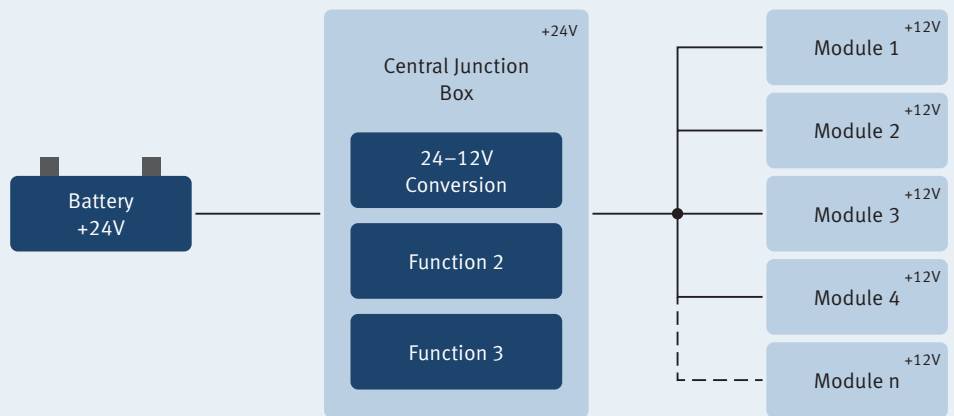 Battery
+24V
+24V
Central Junction
Box
24–12V
Conversion
Function 2
Function 3
+12V
Module 1
+12V
Module 2
+12V
Module 3
+12V
Module 4
+12V
Module n